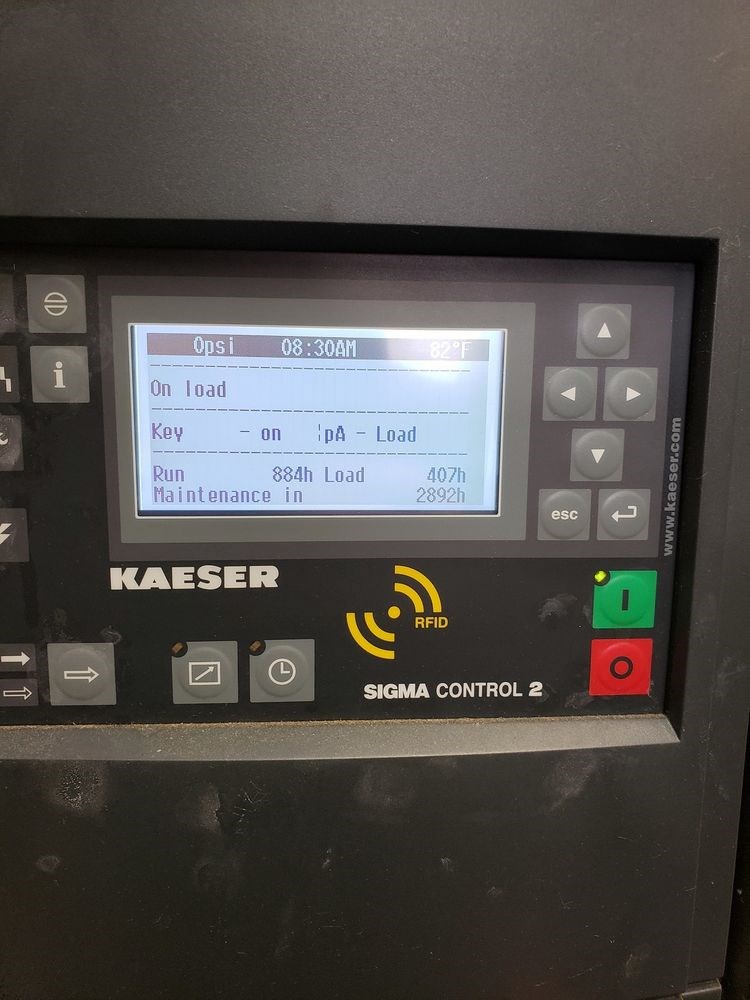 0psi 08:30AM 82°F
On load
Key - on ¦pA - Load
Run 884h Load 407h
Maintenance in 2892h
i
esc
www.kaeser.com
KAESER
RFID
SIGMA CONTROL 2
I
O